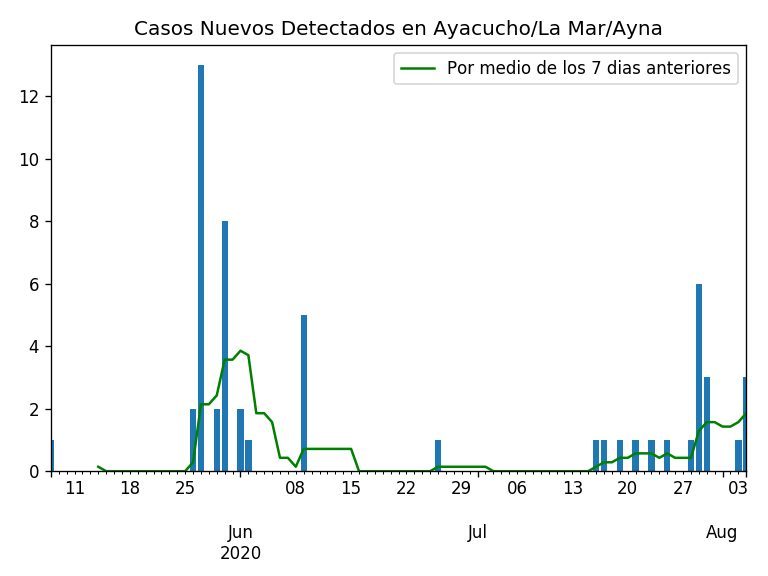 Casos Nuevos Detectados en Ayacucho/La Mar/Ayna
Por medio de los 7 dias anteriores
12
10
8
6
4
2
0
11 18 25 08 15 22 29 06 13 20 27 03
Jun Jul Aug
2020